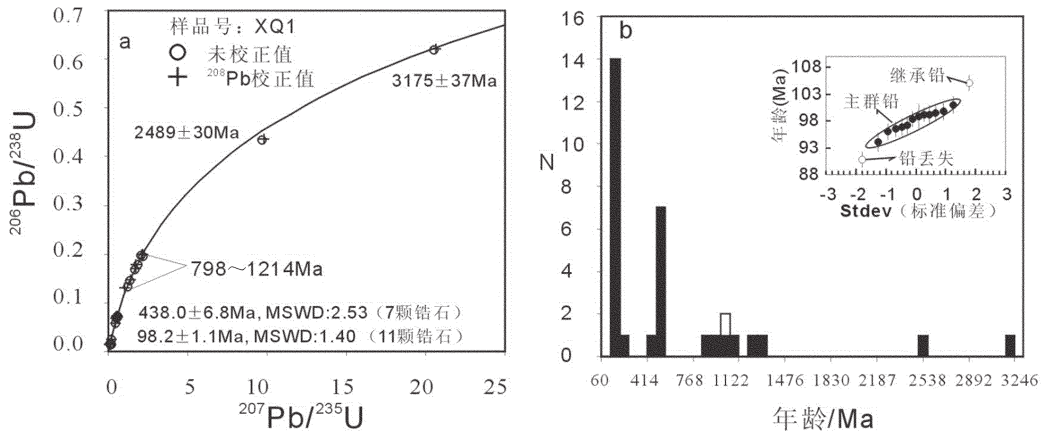 a
样品号：XQ1
未校正值
²⁰⁸Pb校正值
3175±37Ma
2489±30Ma
798～1214Ma
438.0±6.8Ma, MSWD:2.53（7颗锆石）
98.2±1.1Ma, MSWD:1.40（11颗锆石）
0.7
0.6
0.5
0.4
0.3
0.2
0.1
0.0
²⁰⁶Pb/²³⁸U
0 5 10 15 20 25
²⁰⁷Pb/²³⁵U
b
16
14
12
10
8
6
4
2
0
N
60 414 768 1122 1476 1830 2187 2538 2892 3246
年龄/Ma
108
103
98
93
88
年龄(Ma)
继承铅
主群铅
铅丢失
-3 -2 -1 0 1 2 3
Stdev（标准偏差）